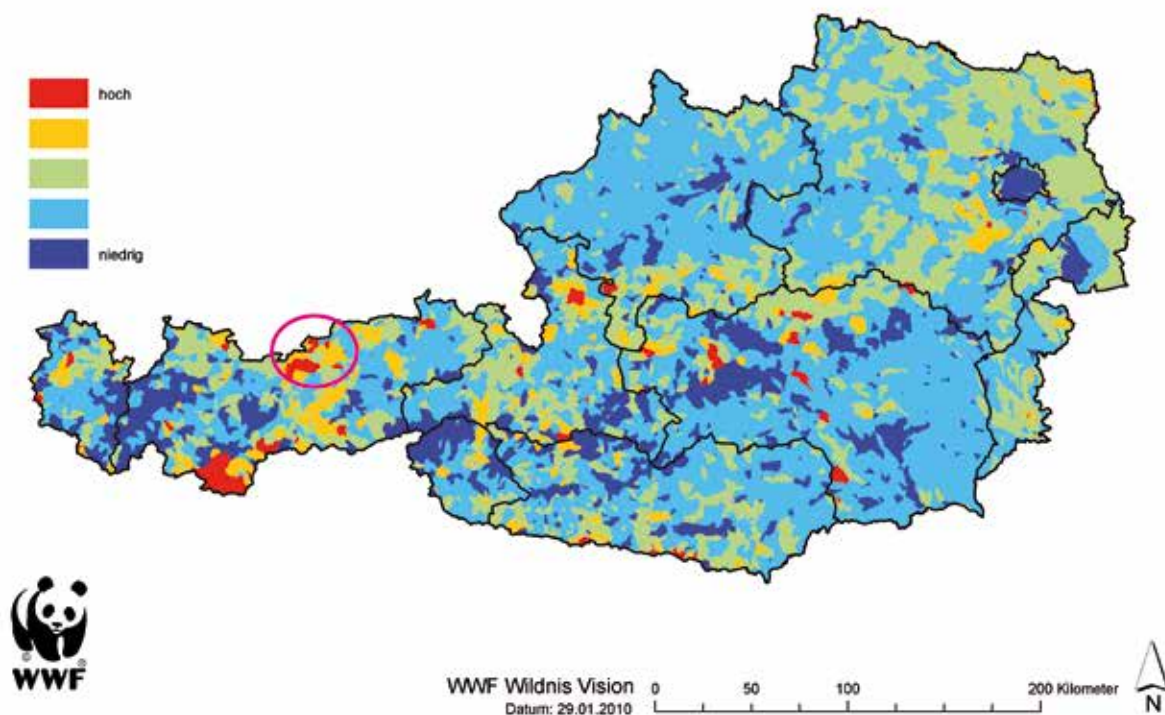 hoch
niedrig
WWF
WWF Wildnis Vision
Datum: 29.01.2010
0 50 100 200 Kilometer
N